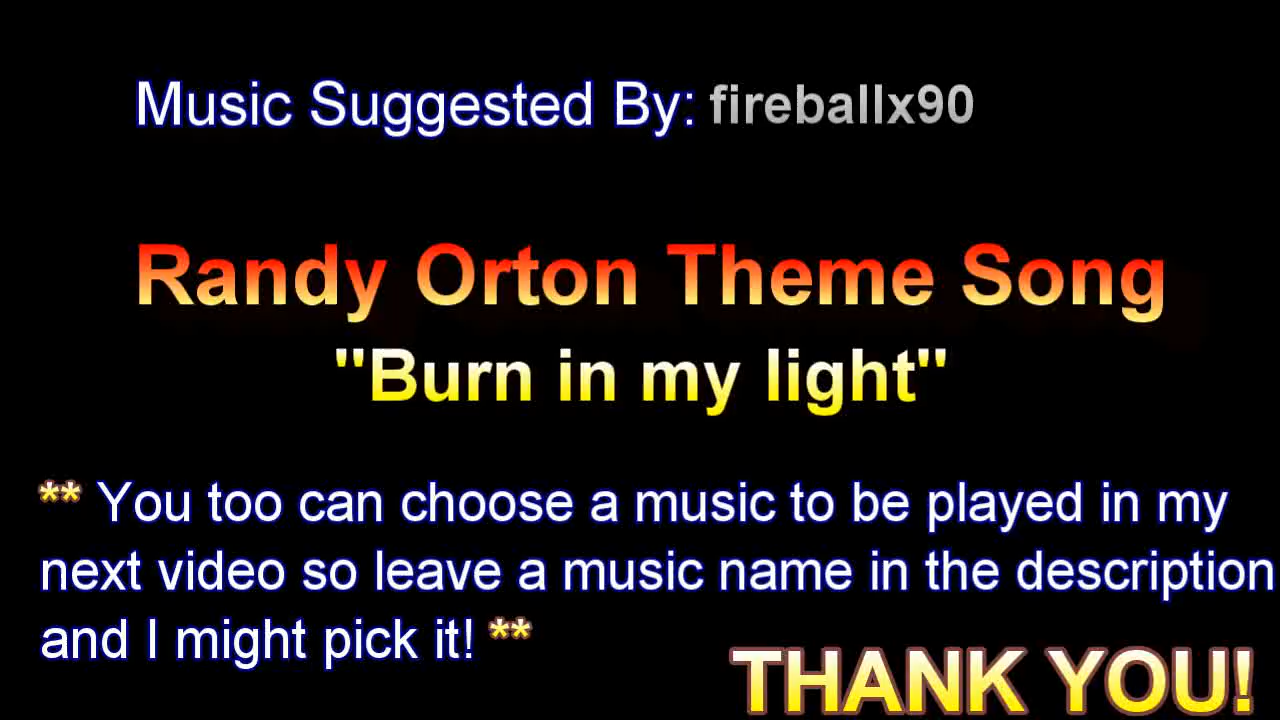 Music Suggested By: fireballx90
Randy Orton Theme Song
"Burn in my light"
** You too can choose a music to be played in my
next video so leave a music name in the description
and I might pick it! **
THANK YOU!